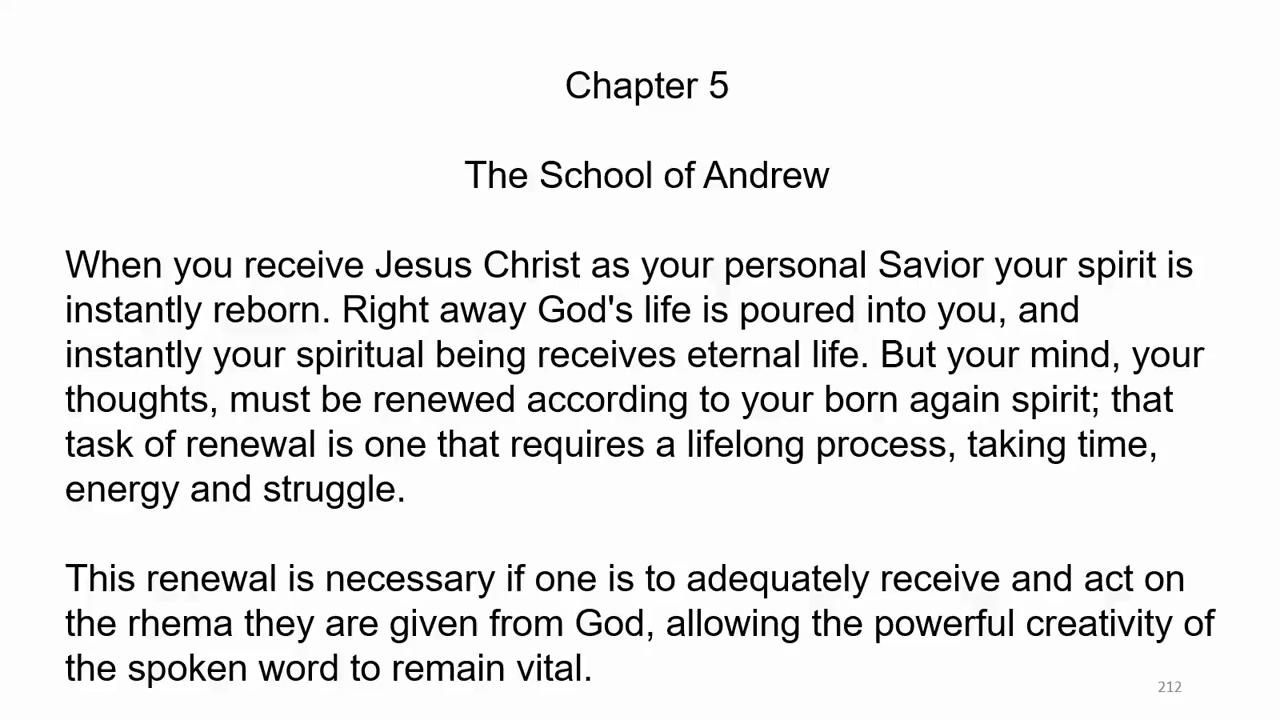 Chapter 5
The School of Andrew
When you receive Jesus Christ as your personal Savior your spirit is
instantly reborn. Right away God's life is poured into you, and
instantly your spiritual being receives eternal life. But your mind, your
thoughts, must be renewed according to your born again spirit; that
task of renewal is one that requires a lifelong process, taking time,
energy and struggle.
This renewal is necessary if one is to adequately receive and act on
the rhema they are given from God, allowing the powerful creativity of
the spoken word to remain vital.
212